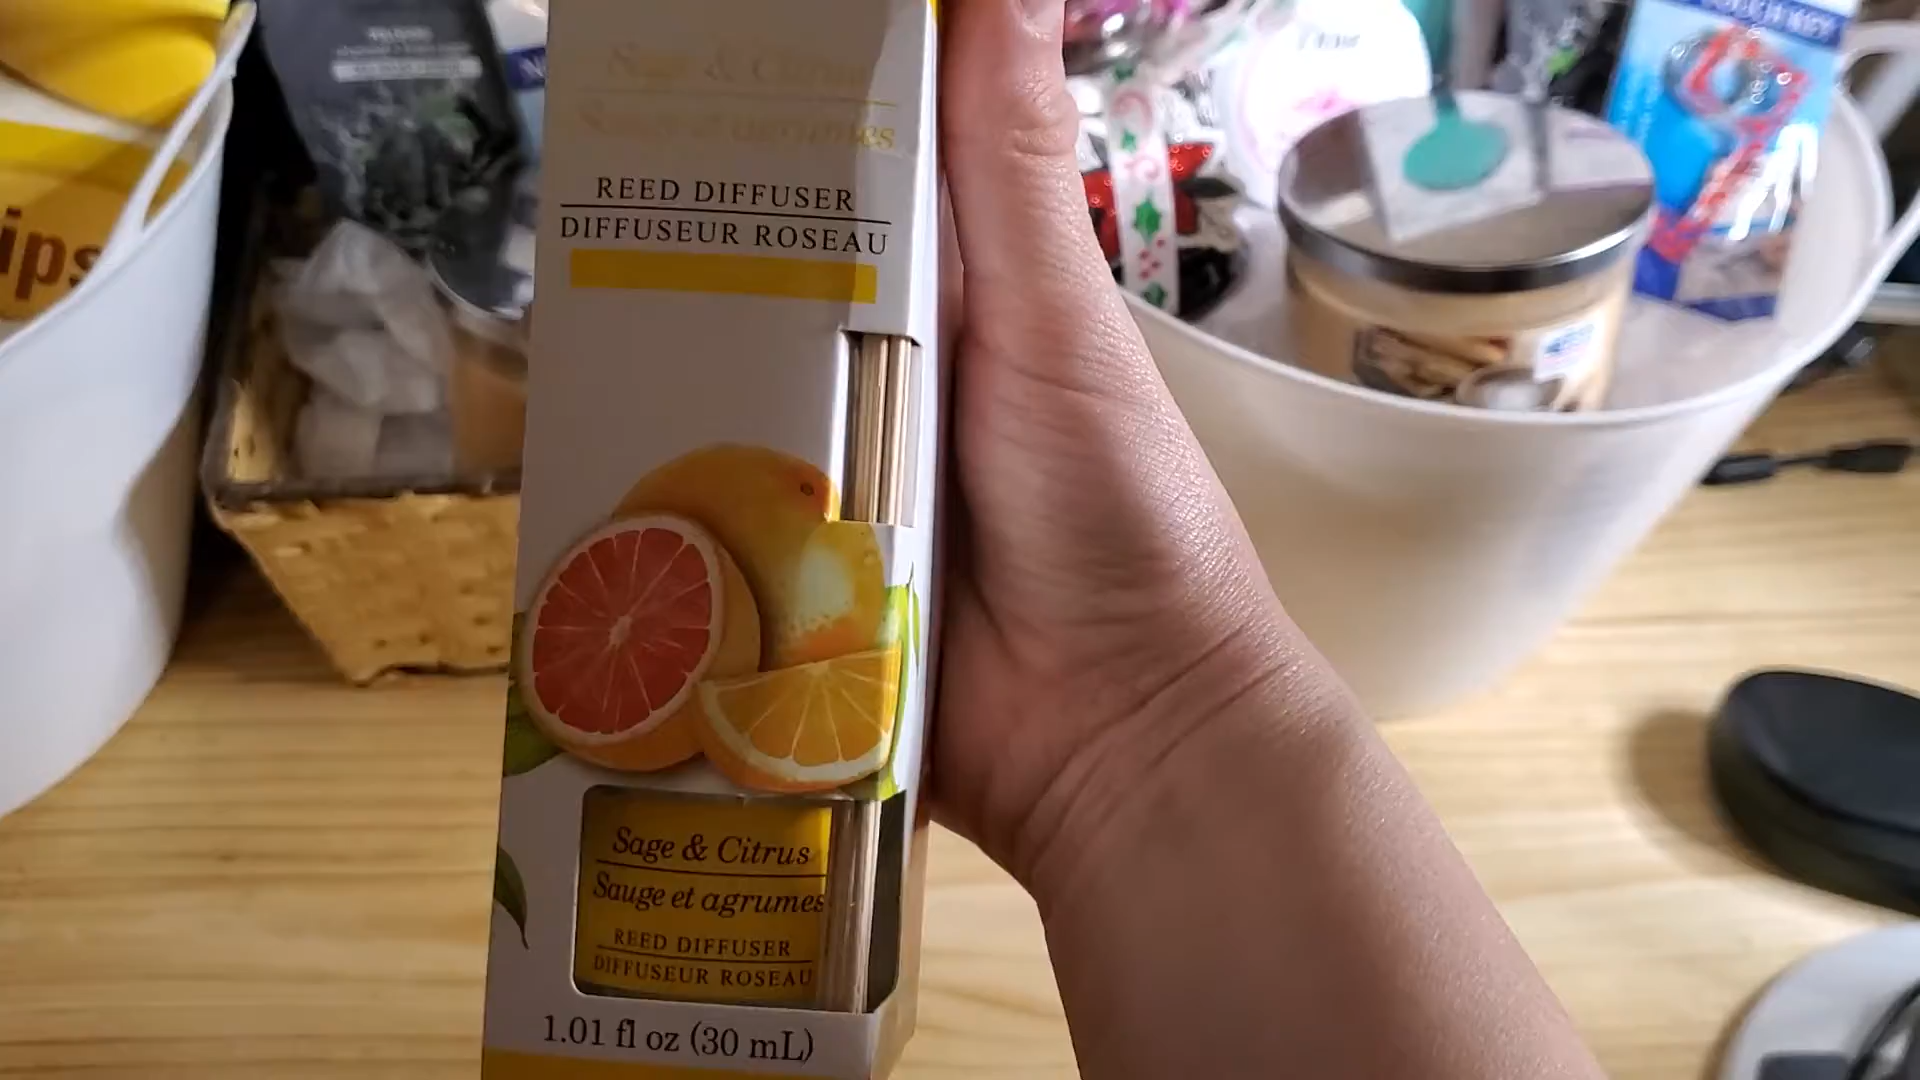 Sage & Citrus
Sauge et agrumes
REED DIFFUSER
DIFFUSEUR ROSEAU
Sage & Citrus
Sauge et agrumes
REED DIFFUSER
DIFFUSEUR ROSEAU
1.01 fl oz (30 mL)
ips